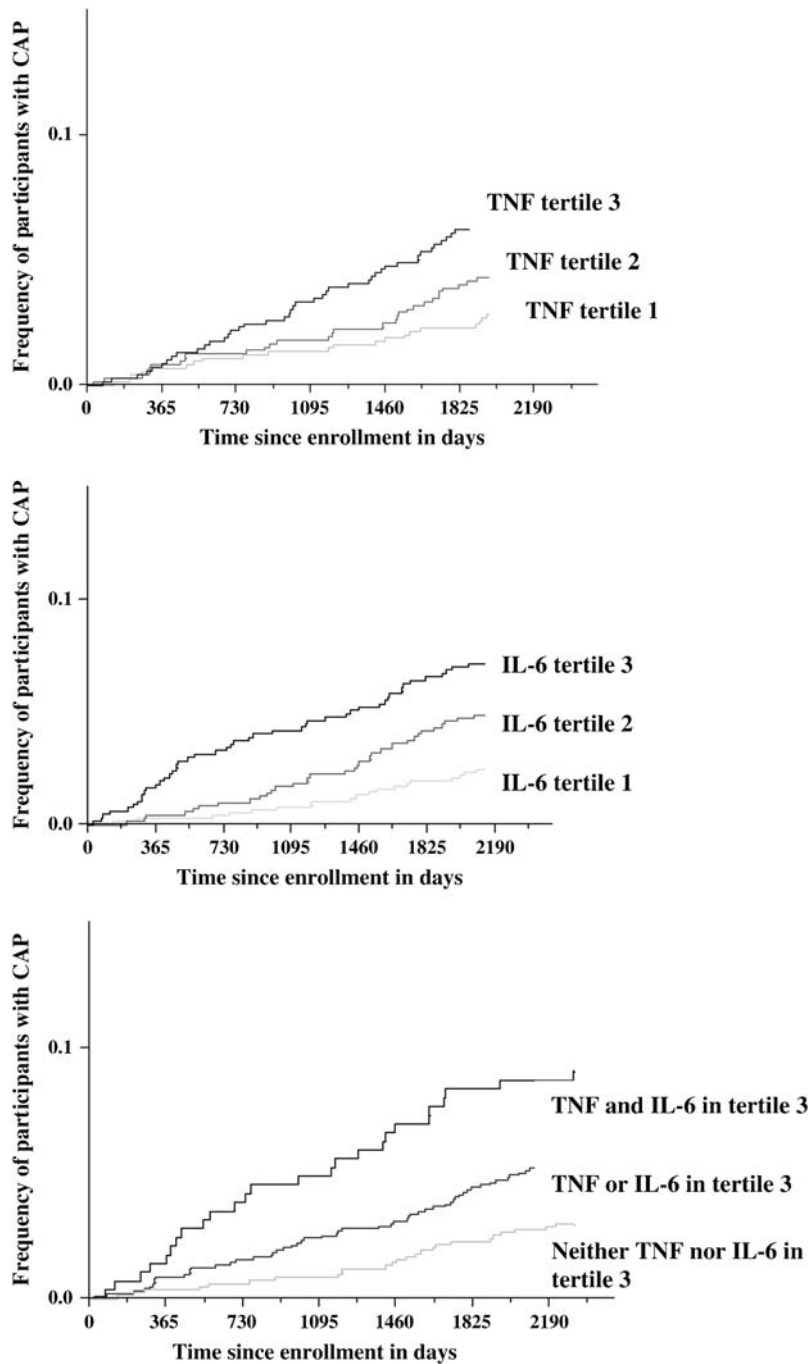 Frequency of participants with CAP
0.1
TNF tertile 3
TNF tertile 2
TNF tertile 1
0.0
0 365 730 1095 1460 1825 2190
Time since enrollment in days
Frequency of participants with CAP
0.1
IL-6 tertile 3
IL-6 tertile 2
IL-6 tertile 1
0.0
0 365 730 1095 1460 1825 2190
Time since enrollment in days
Frequency of participants with CAP
0.1
TNF and IL-6 in tertile 3
TNF or IL-6 in tertile 3
Neither TNF nor IL-6 in
tertile 3
0.0
0 365 730 1095 1460 1825 2190
Time since enrollment in days